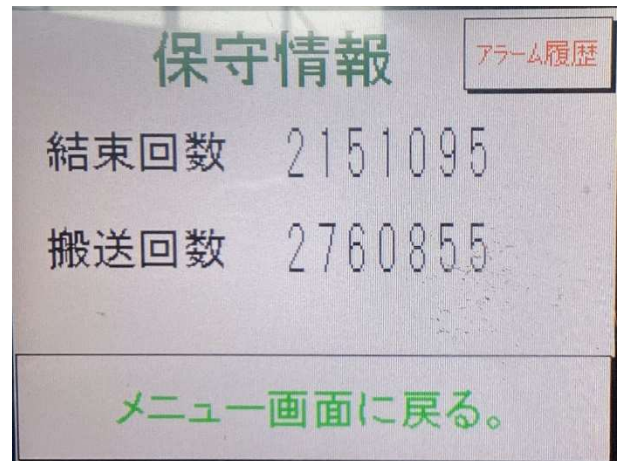 保守情報
アラーム履歴
結束回数 2151095
搬送回数 2760855
メニュー画面に戻る。